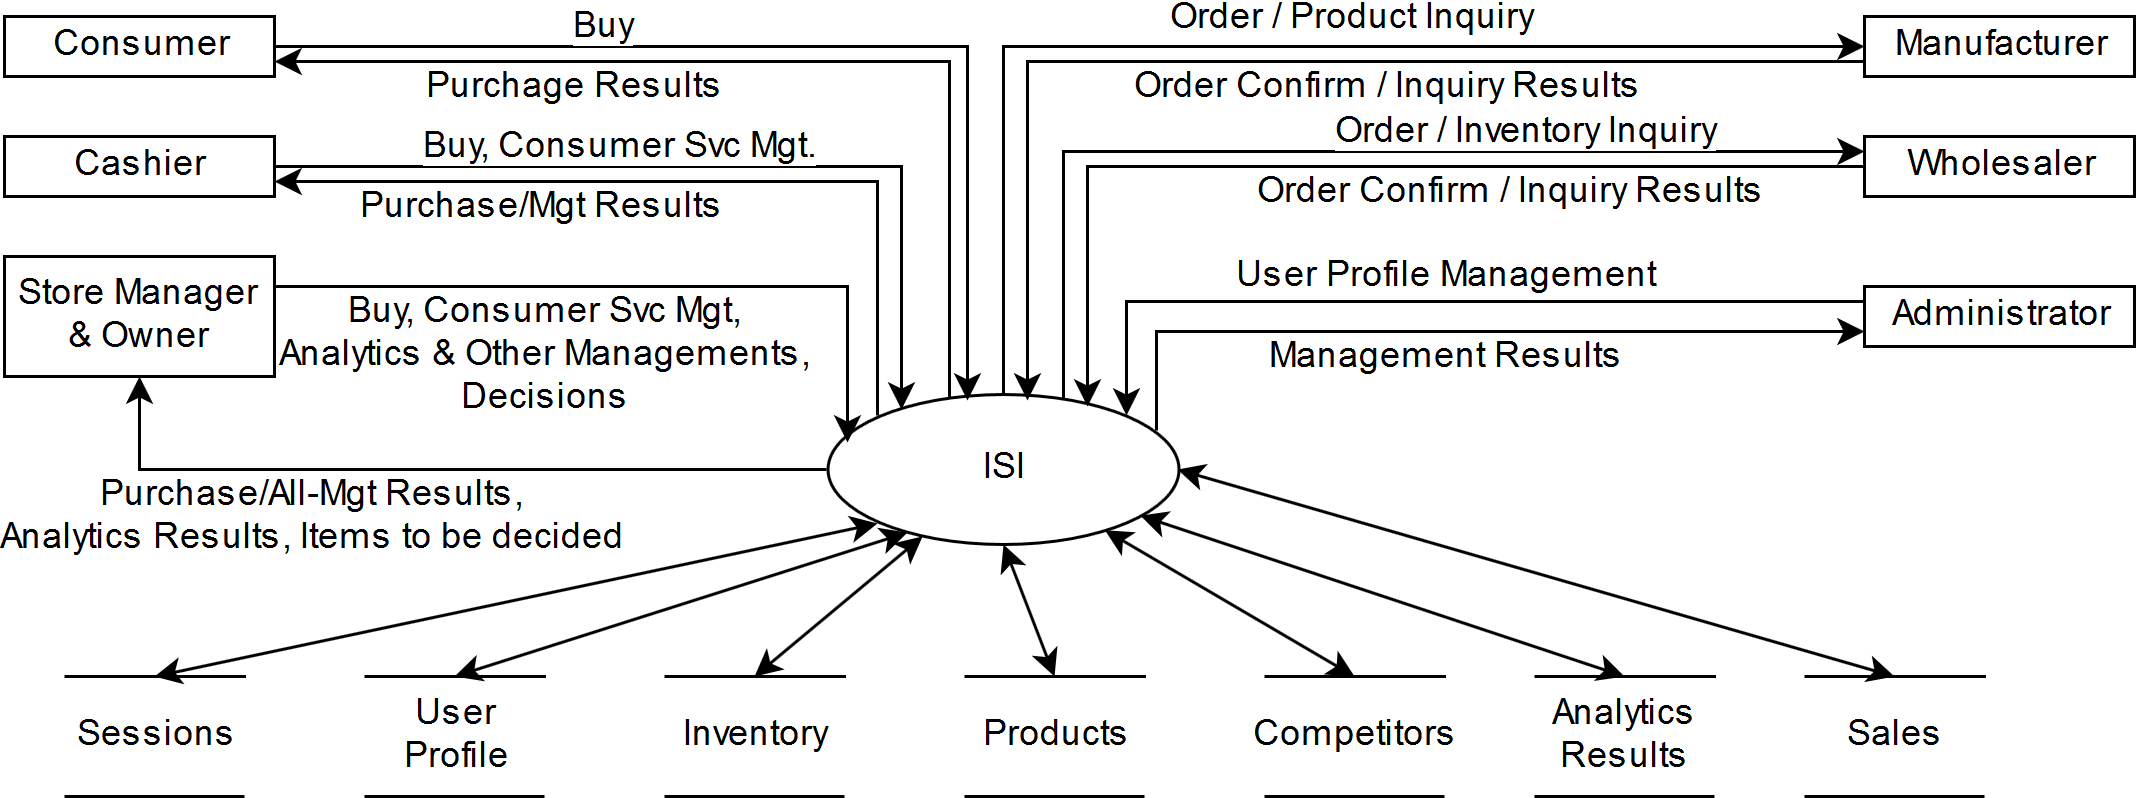 Consumer
Buy
Purchage Results
Order / Product Inquiry
Manufacturer
Order Confirm / Inquiry Results
Cashier
Buy, Consumer Svc Mgt.
Purchase/Mgt Results
Order / Inventory Inquiry
Wholesaler
Order Confirm / Inquiry Results
Store Manager
& Owner
Buy, Consumer Svc Mgt,
Analytics & Other Managements,
Decisions
User Profile Management
Administrator
Management Results
ISI
Purchase/All-Mgt Results,
Analytics Results, Items to be decided
Sessions
User
Profile
Inventory
Products
Competitors
Analytics
Results
Sales